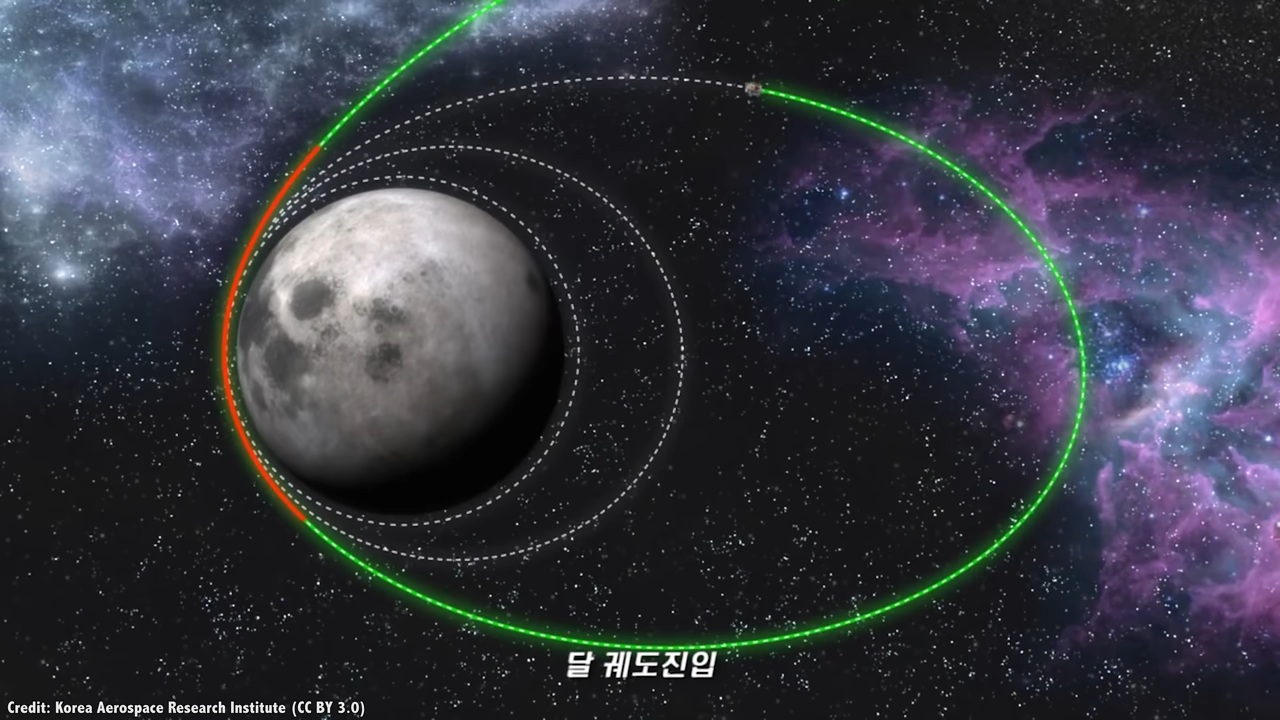 달 궤도진입
Credit: Korea Aerospace Research Institute (CC BY 3.0)